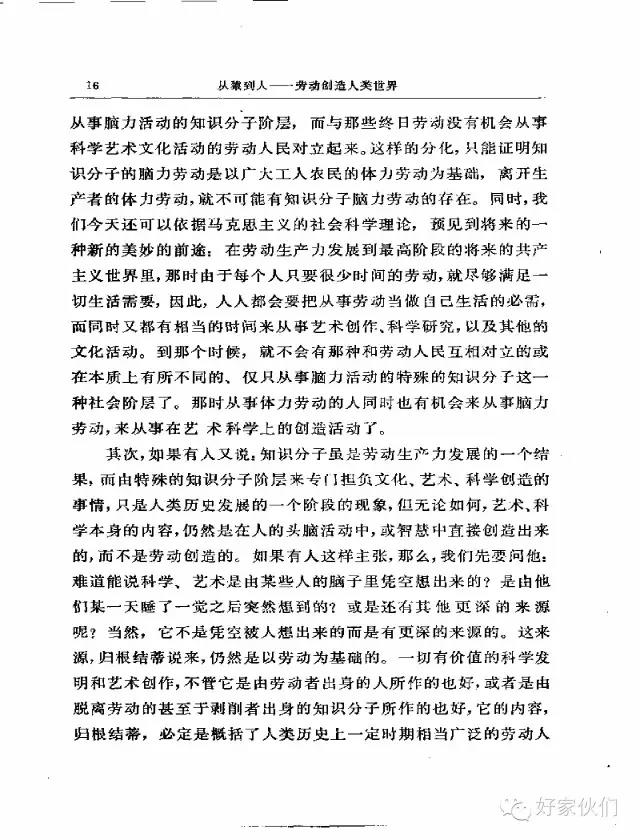 16 从猿到人——劳动创造人类世界
从事脑力活动的知识分子阶层，而与那些终日劳动没有机会从事
科学艺术文化活动的劳动人民对立起来。这样的分化，只能证明知
识分子的脑力劳动是以广大工人农民的体力劳动为基础，离开生
产者的体力劳动，就不可能有知识分子脑力劳动的存在。同时，我
们今天还可以依据马克思主义的社会科学理论，预见到将来的一
种新的美妙的前途：在劳动生产力发展到最高阶段的将来的共产
主义世界里，那时由于每个人只要很少时间的劳动，就尽够满足一
切生活需要，因此，人人都会要把从事劳动当做自己生活的必需，
而同时又都有相当的时间来从事艺术创作、科学研究，以及其他的
文化活动。到那个时候，就不会有那种和劳动人民互相对立的或
在本质上有所不同的、仅只从事脑力活动的特殊的知识分子这一
种社会阶层了。那时从事体力劳动的人同时也有机会来从事脑力
劳动，来从事在艺 术科学上的创造活动了。
其次，如果有人又说：知识分子虽是劳动生产力发展的一个结
果，而由特殊的知识分子阶层来专门担负文化、艺术、科学创造的
事情，只是人类历史发展的一个阶段的现象，但无论如何，艺术、科
学本身的内容，仍然是在人的头脑活动中，或智慧中直接创造出来
的，而不是劳动创造的。如果有人这样主张，那么，我们先要问他：
难道能说科学、艺术是由某些人的脑子里凭空想出来的？是由他
们某一天睡了一觉之后突然想到的？或是还有其他更深的来源
呢？当然，它不是凭空被人想出来的而是有更深的来源的。这来
源，归根结蒂说来，仍然是以劳动为基础的。一切有价值的科学发
明和艺术创作，不管它是由劳动者出身的人所作的也好，或者是由
脱离劳动的甚至于剥削者出身的知识分子所作的也好，它的内容，
归根结蒂，必定是概括了人类历史上一定时期相当广泛的劳动人
好家伙们